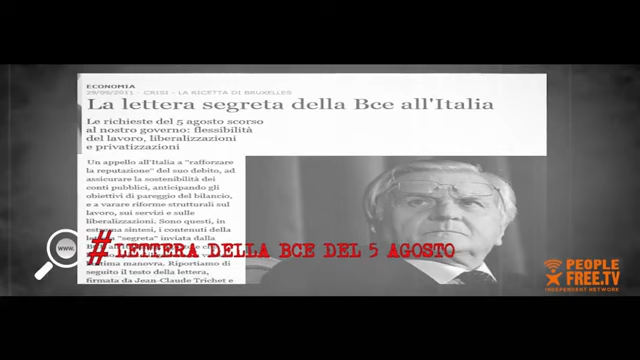 ECONOMIA
29/09/2011 - CRISI - LA RICETTA DI BRUXELLES
La lettera segreta della Bce all'Italia
Le richieste del 5 agosto scorso
al nostro governo: flessibilità
del lavoro, liberalizzazioni
e privatizzazioni
Un appello all'Italia a "rafforzare
la reputazione" del suo debito, ad
assicurare la sostenibilità dei
conti pubblici, anticipando gli
obiettivi di pareggio del bilancio,
e a varare riforme strutturali sul
lavoro, sui servizi e sulle
liberalizzazioni. Sono questi, in
sintesi, i contenuti della
"segreta" inviata dalla
www.
#LETTERA DELLA BCE DEL 5 AGOSTO
manovra. Riportiamo di
seguito il testo della lettera,
firmata da Jean-Claude Trichet e
PEOPLE
FREE.TV
INDEPENDENT NETWORK